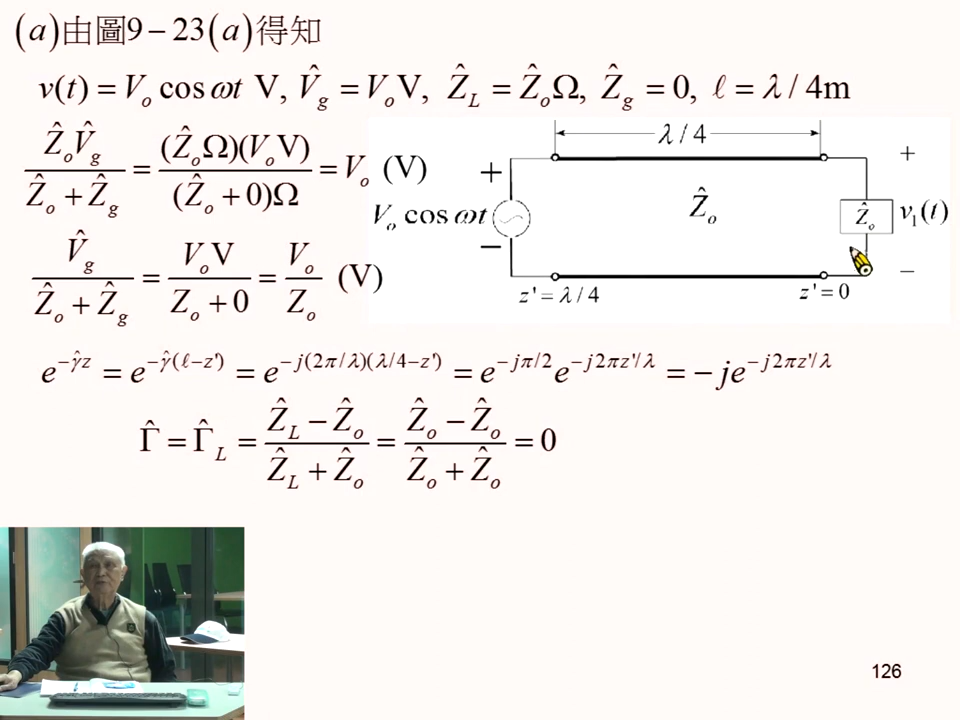 (a)由圖9－23(a)得知
v(t) = V_o cos ωt V, V̂_g = V_o V, Ẑ_L = Ẑ_o Ω, Ẑ_g = 0, ℓ = λ / 4m
Ẑ_o V̂_g / (Ẑ_o + Ẑ_g) = (Ẑ_o Ω)(V_o V) / (Ẑ_o + 0)Ω = V_o (V)
V̂_g / (Ẑ_o + Ẑ_g) = V_o V / (Z_o + 0) = V_o / Z_o (V)
λ / 4
+
+
V_o cos ωt
Ẑ_o
Ẑ_o
v_1(t)
−
−
z' = λ / 4
z' = 0
e^{−γ̂z} = e^{−γ̂(ℓ−z')} = e^{−j(2π/λ)(λ/4−z')} = e^{−jπ/2} e^{−j2πz'/λ} = −je^{−j2πz'/λ}
Γ̂ = Γ̂_L = (Ẑ_L − Ẑ_o) / (Ẑ_L + Ẑ_o) = (Ẑ_o − Ẑ_o) / (Ẑ_o + Ẑ_o) = 0
126